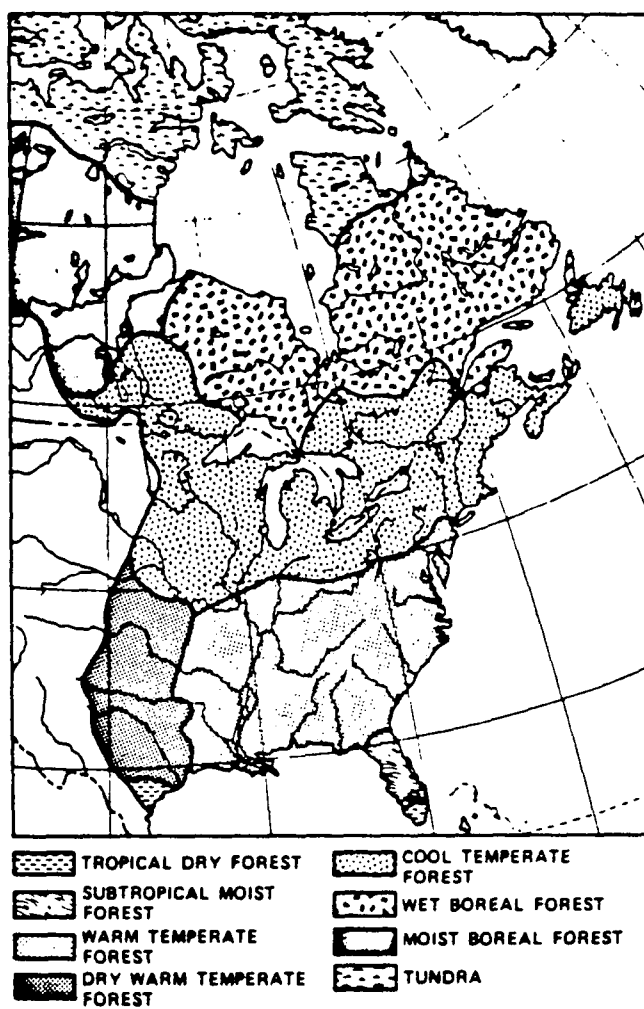 TROPICAL DRY FOREST
SUBTROPICAL MOIST
FOREST
WARM TEMPERATE
FOREST
DRY WARM TEMPERATE
FOREST
COOL TEMPERATE
FOREST
WET BOREAL FOREST
MOIST BOREAL FOREST
TUNDRA